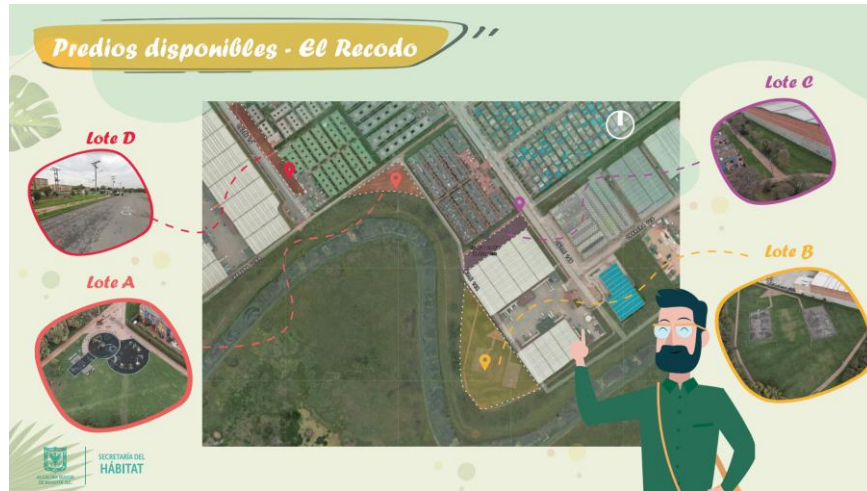 Predios disponibles - El Recodo
Lote C
Lote D
Lote B
Lote A
SECRETARÍA DEL
HÁBITAT